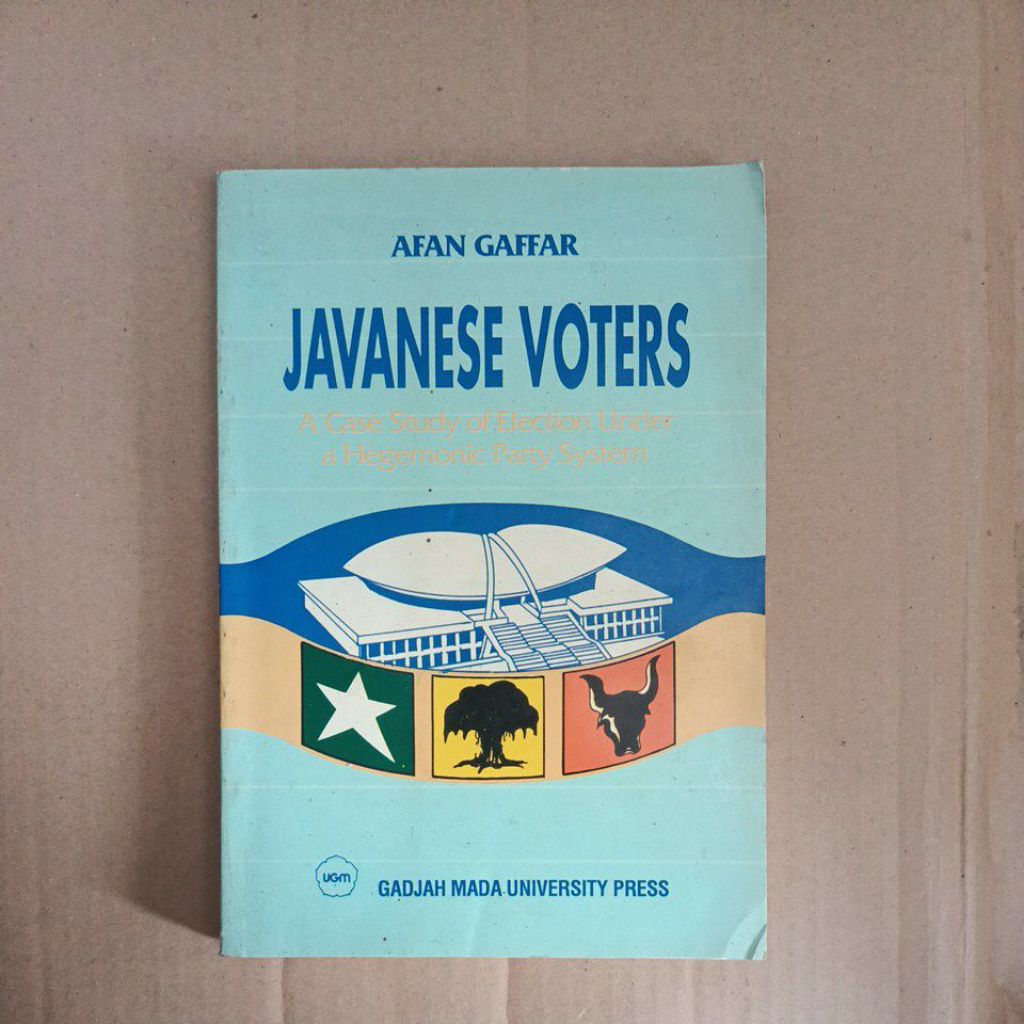 AFAN GAFFAR
JAVANESE VOTERS
A Case Study of Election Under
a Hegemonic Party System
UGM
GADJAH MADA UNIVERSITY PRESS